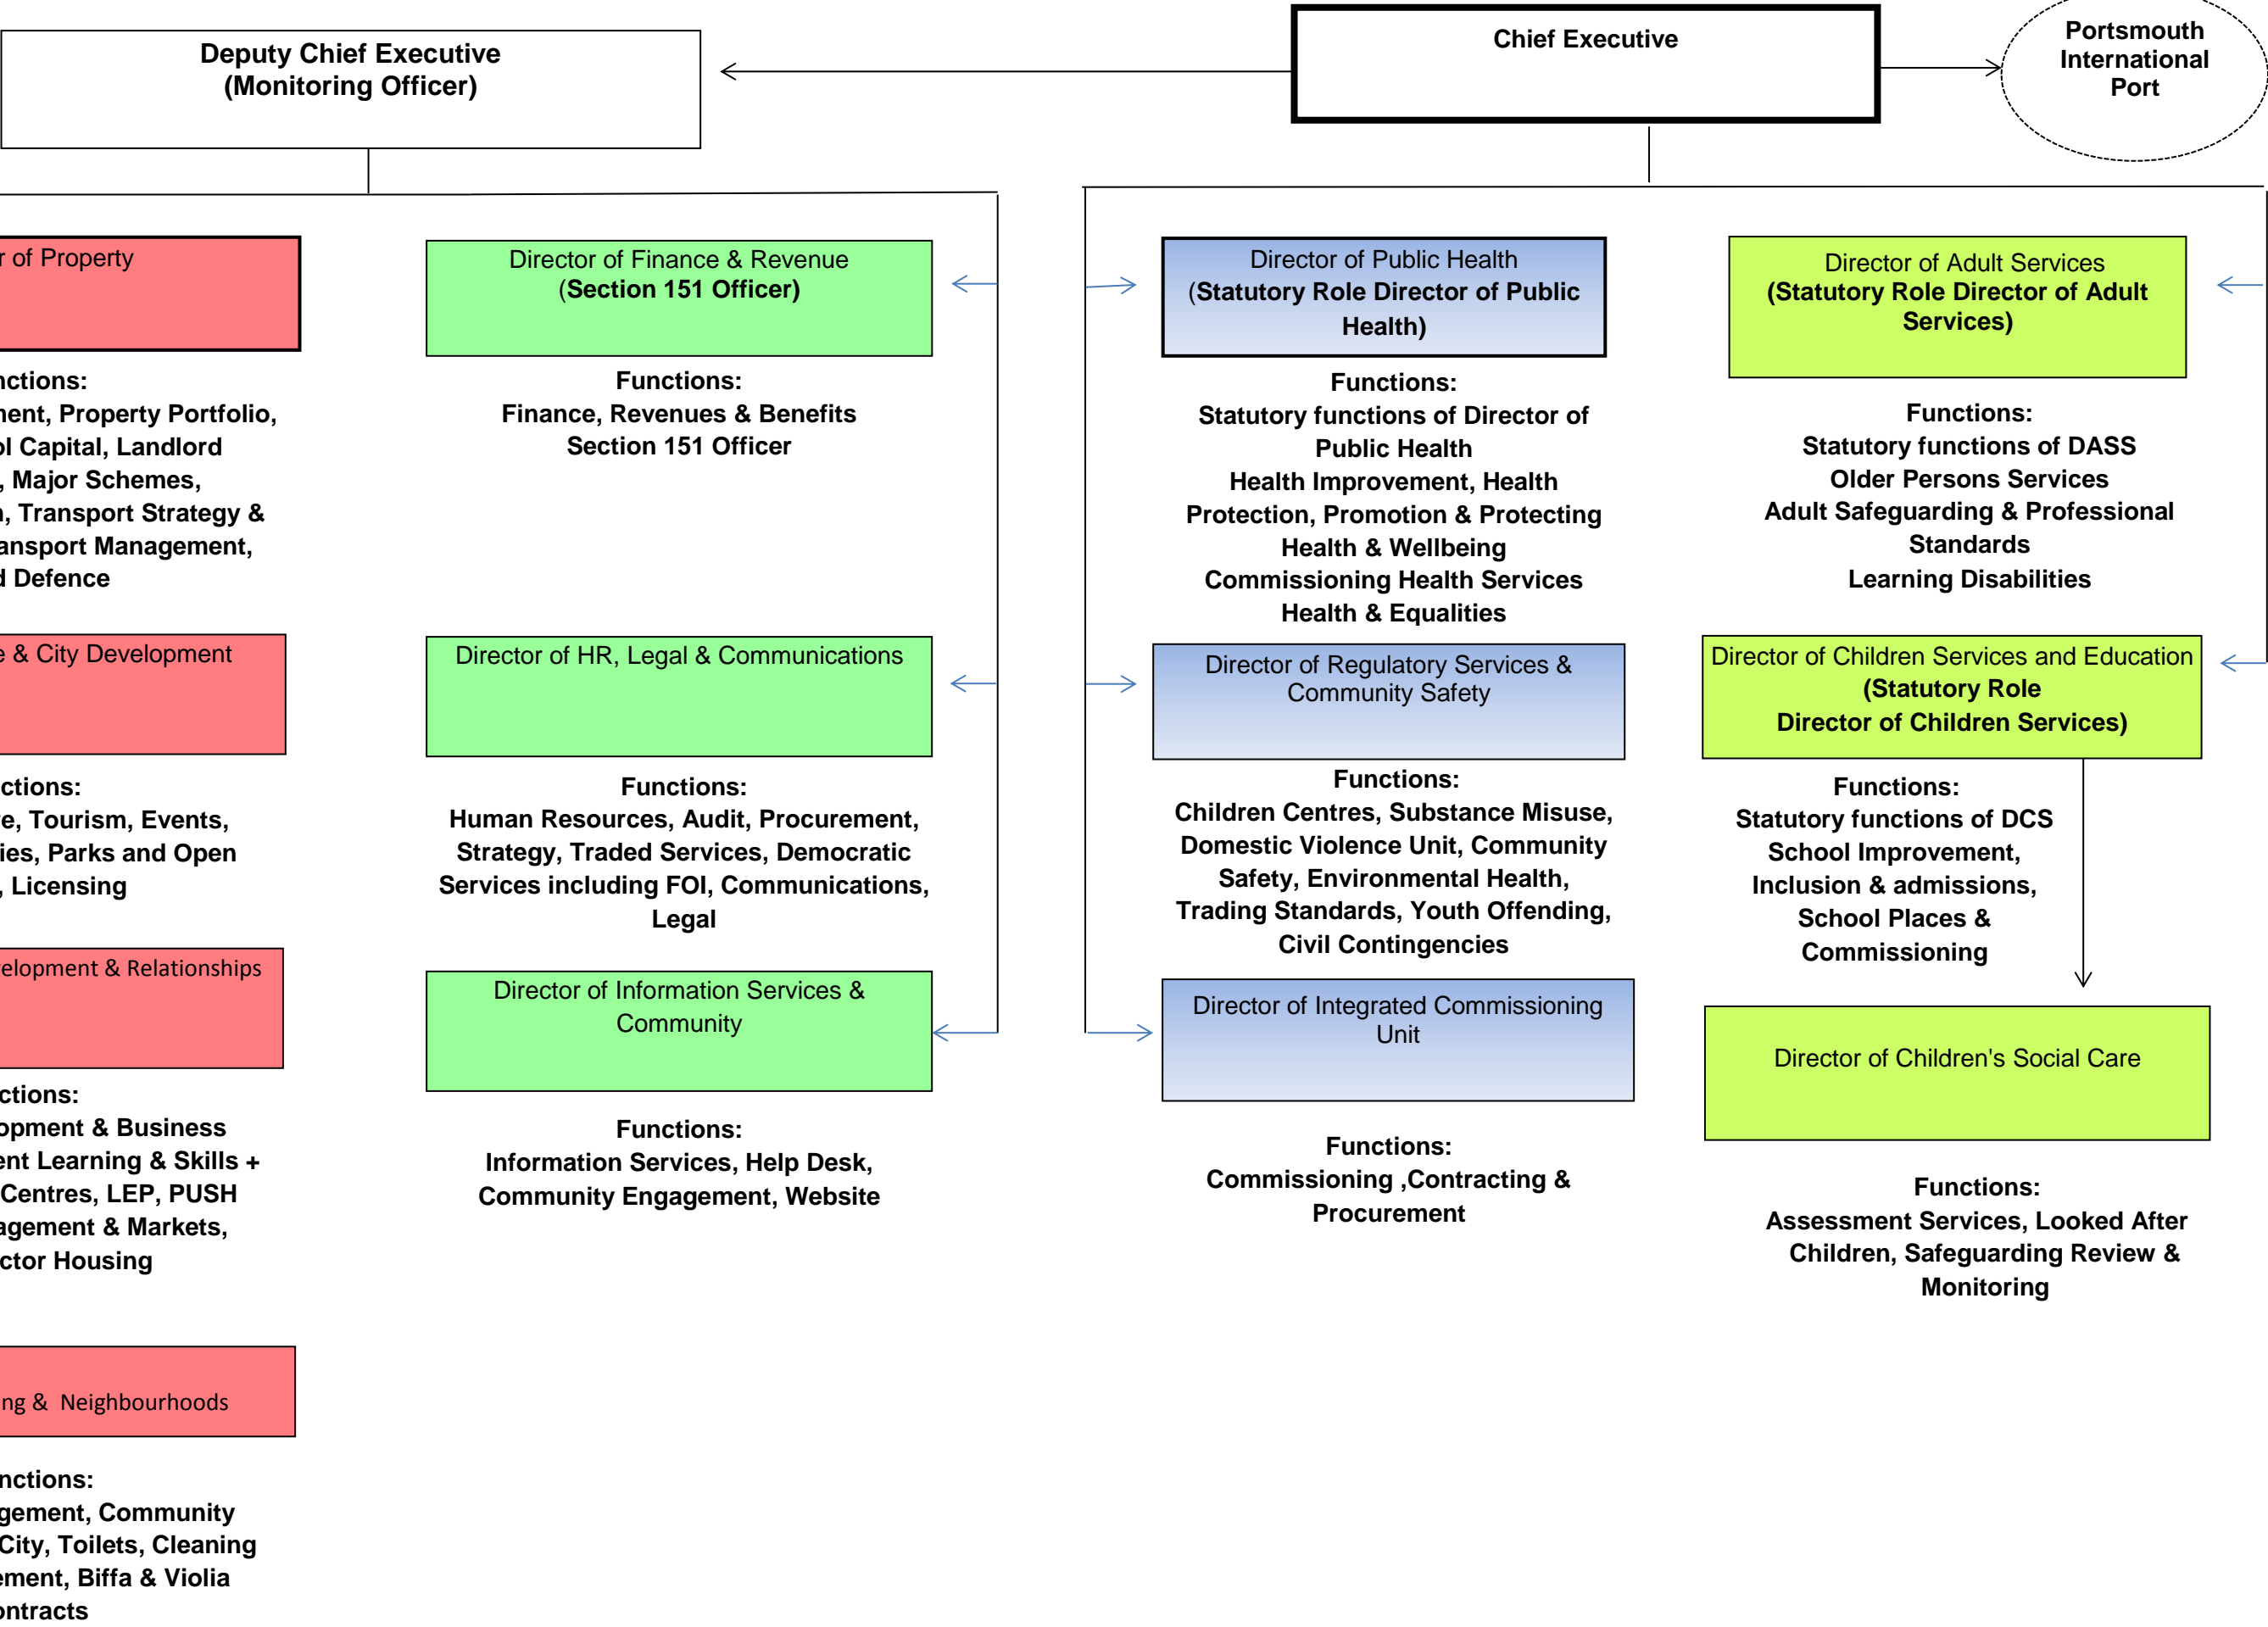 Deputy Chief Executive
(Monitoring Officer)
Chief Executive
Portsmouth
International
Port
of Property
ment, Property Portfolio,
Capital, Landlord
, Major Schemes,
, Transport Strategy &
ansport Management,
Defence
& City Development
ctions:
, Tourism, Events,
ies, Parks and Open
, Licensing
elopment & Relationships
ctions:
opment & Business
ent Learning & Skills +
Centres, LEP, PUSH
agement & Markets,
ctor Housing
ng & Neighbourhoods
nctions:
gement, Community
City, Toilets, Cleaning
ement, Biffa & Violia
ontracts
Director of Finance & Revenue
(Section 151 Officer)
Functions:
Finance, Revenues & Benefits
Section 151 Officer
Director of HR, Legal & Communications
Functions:
Human Resources, Audit, Procurement,
Strategy, Traded Services, Democratic
Services including FOI, Communications,
Legal
Director of Information Services &
Community
Functions:
Information Services, Help Desk,
Community Engagement, Website
Director of Public Health
(Statutory Role Director of Public
Health)
Functions:
Statutory functions of Director of
Public Health
Health Improvement, Health
Protection, Promotion & Protecting
Health & Wellbeing
Commissioning Health Services
Health & Equalities
Director of Regulatory Services &
Community Safety
Functions:
Children Centres, Substance Misuse,
Domestic Violence Unit, Community
Safety, Environmental Health,
Trading Standards, Youth Offending,
Civil Contingencies
Director of Integrated Commissioning
Unit
Functions:
Commissioning ,Contracting &
Procurement
Director of Adult Services
(Statutory Role Director of Adult
Services)
Functions:
Statutory functions of DASS
Older Persons Services
Adult Safeguarding & Professional
Standards
Learning Disabilities
Director of Children Services and Education
(Statutory Role
Director of Children Services)
Functions:
Statutory functions of DCS
School Improvement,
Inclusion & admissions,
School Places &
Commissioning
Director of Children's Social Care
Functions:
Assessment Services, Looked After
Children, Safeguarding Review &
Monitoring